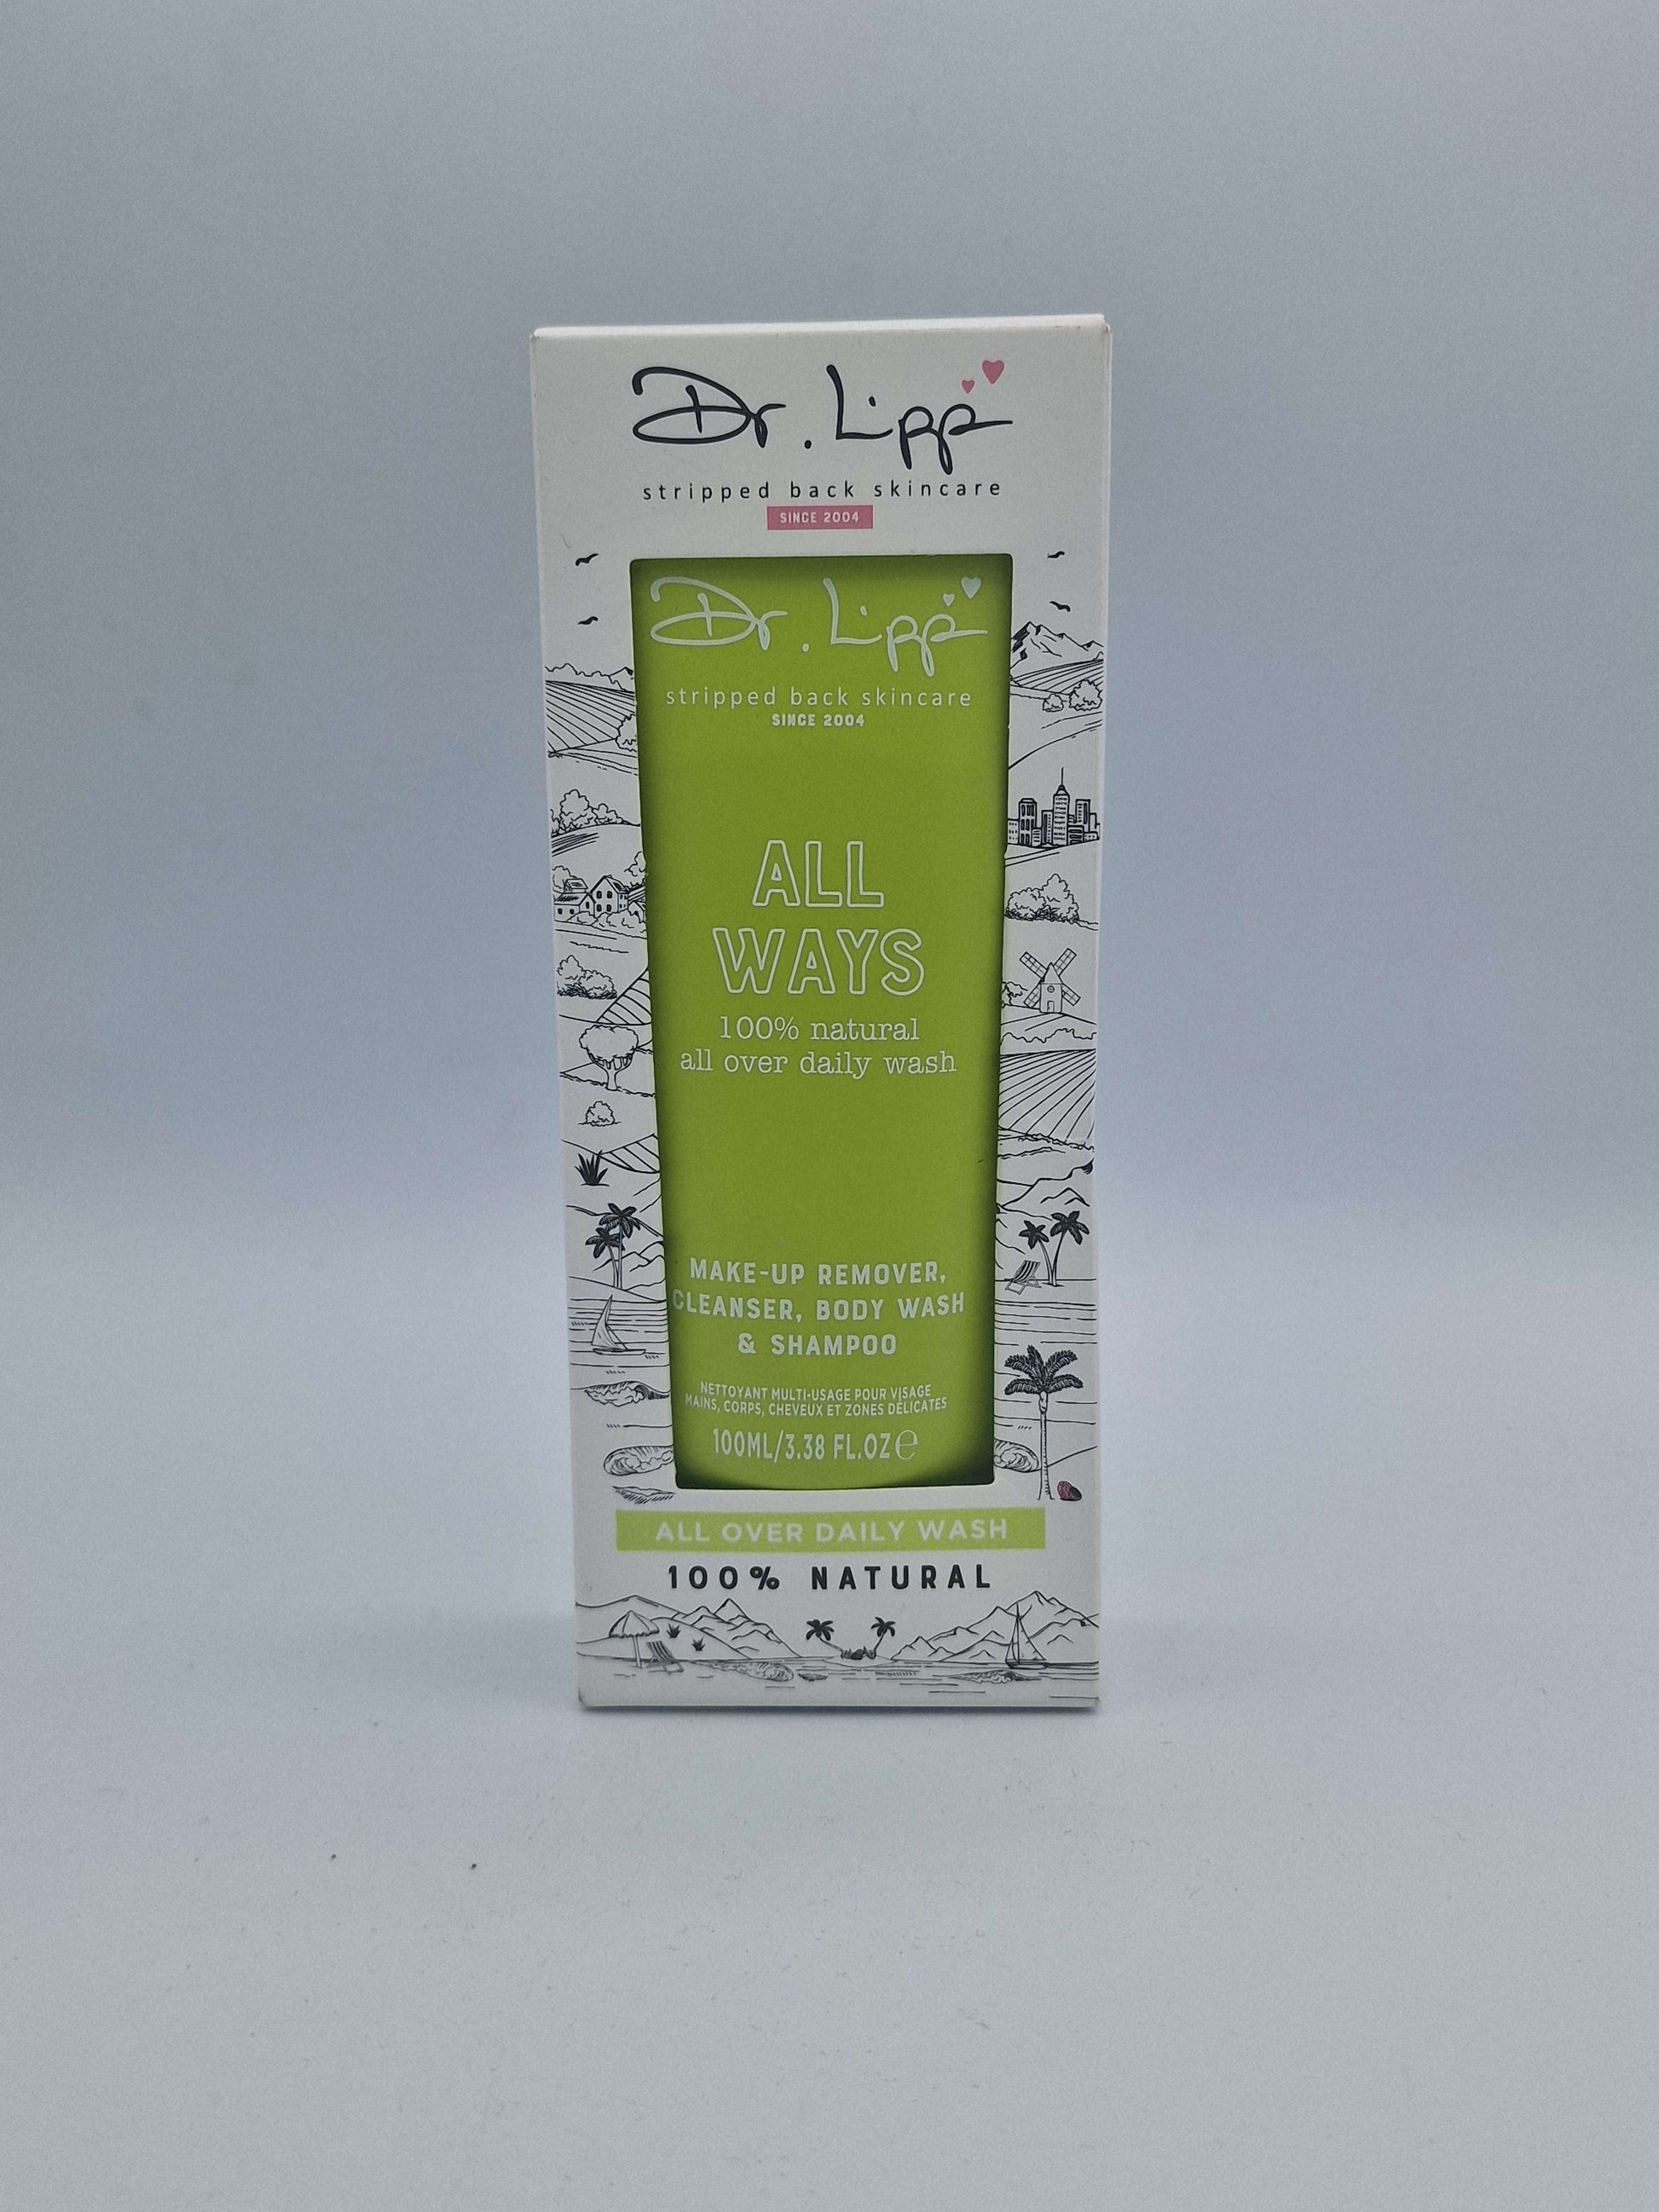 Dr. Lipp
stripped back skincare
SINCE 2004
Dr. Lipp
stripped back skincare
SINCE 2004
ALL
WAYS
100% natural
all over daily wash
MAKE-UP REMOVER,
CLEANSER, BODY WASH
& SHAMPOO
NETTOYANT MULTI-USAGE POUR VISAGE
MAINS, CORPS, CHEVEUX ET ZONES DÉLICATES
100ML/3.38 FL.OZ ℮
ALL OVER DAILY WASH
100% NATURAL